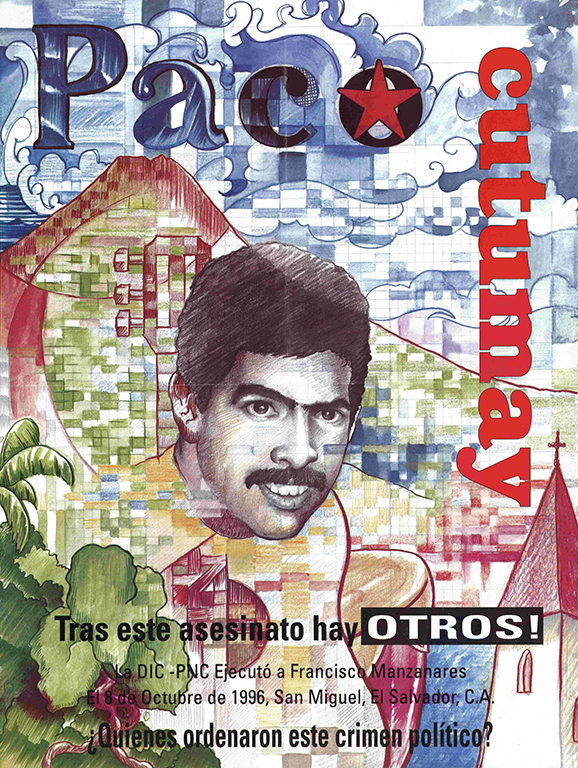 Paco
cutumay
Tras este asesinato hay OTROS!
La DIC -PNC Ejecutó a Francisco Manzanares
El 8 de Octubre de 1996, San Miguel, El Salvador, C.A.
¿Quienes ordenaron este crimen político?